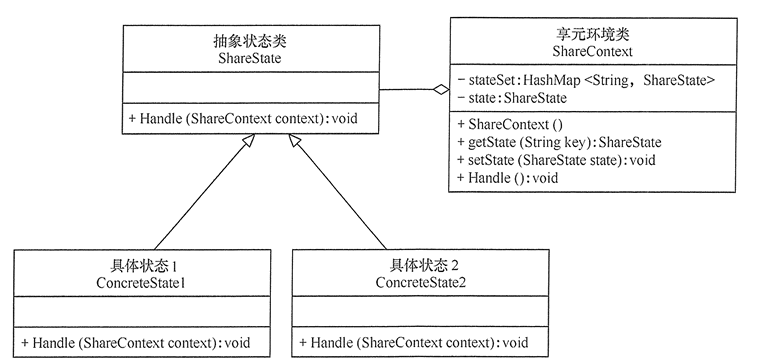 抽象状态类
ShareState
+ Handle (ShareContext context): void
享元环境类
ShareContext
- stateSet: HashMap <String, ShareState>
- state: ShareState
+ ShareContext ()
+ getState (String key): ShareState
+ setState (ShareState state): void
+ Handle (): void
具体状态 1
ConcreteState1
+ Handle (ShareContext context): void
具体状态 2
ConcreteState2
+ Handle (ShareContext context): void